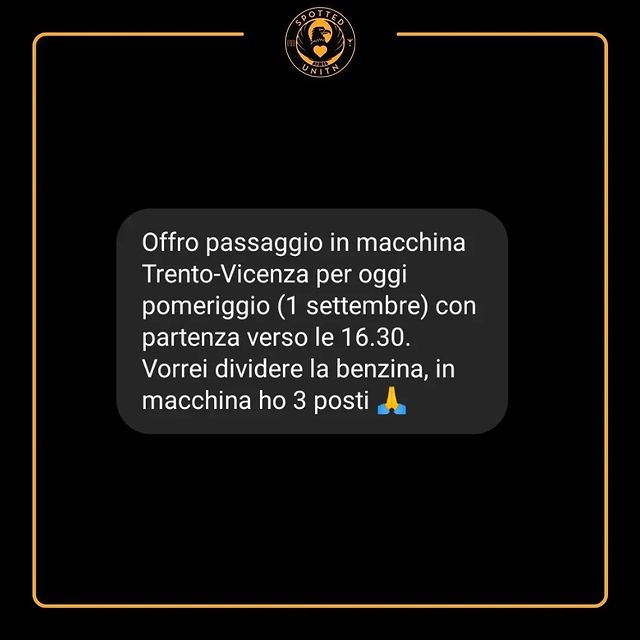 SPOTTED
UNITN
Offro passaggio in macchina
Trento-Vicenza per oggi
pomeriggio (1 settembre) con
partenza verso le 16.30.
Vorrei dividere la benzina, in
macchina ho 3 posti 🙏